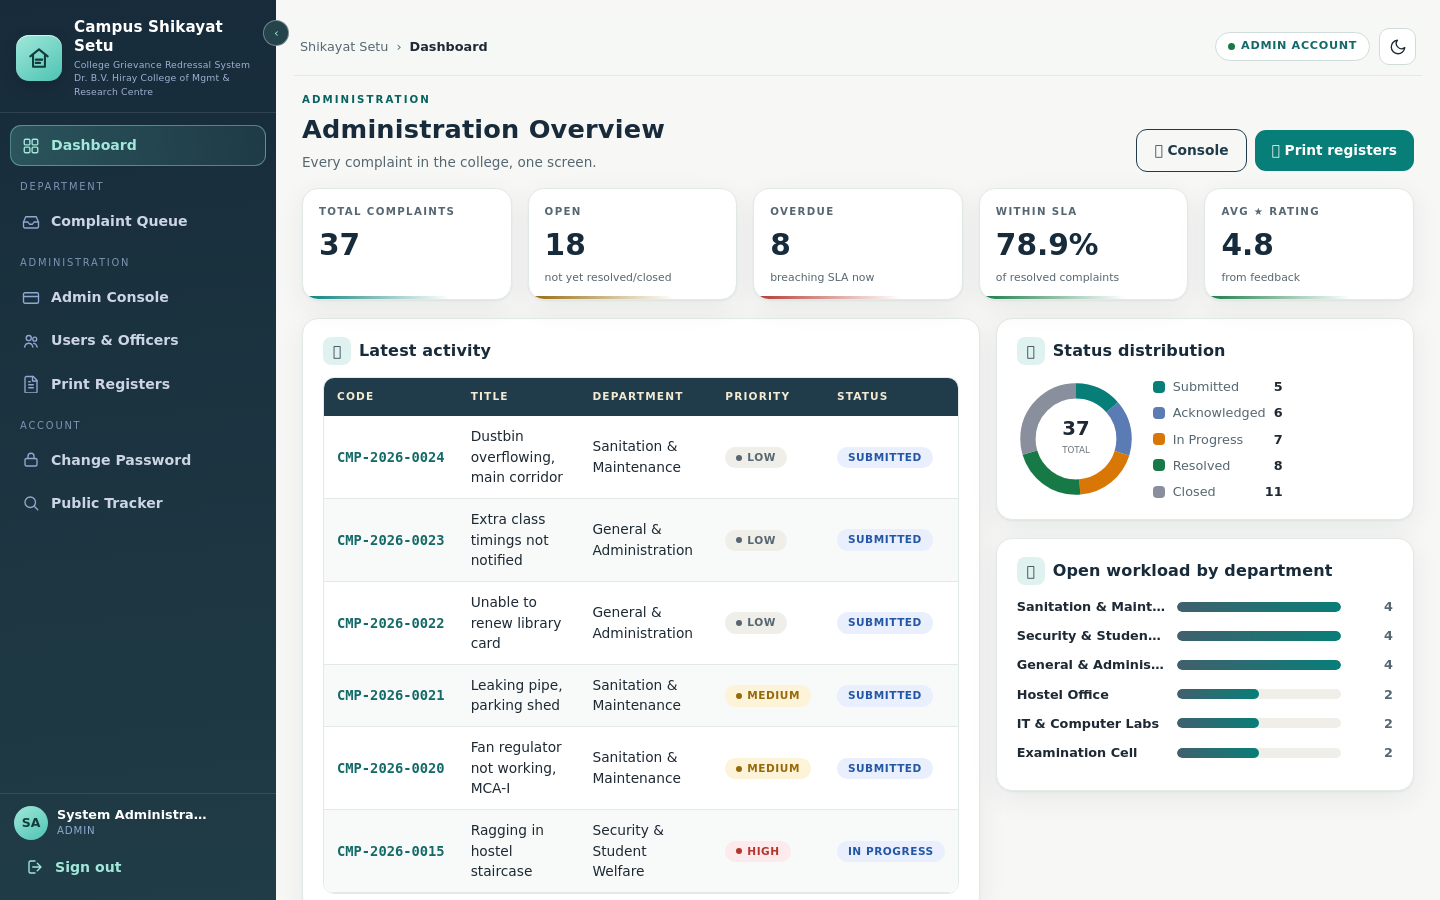 Campus Shikayat
Setu
College Grievance Redressal System
Dr. B.V. Hiray College of Mgmt &
Research Centre
Dashboard
DEPARTMENT
Complaint Queue
ADMINISTRATION
Admin Console
Users & Officers
Print Registers
ACCOUNT
Change Password
Public Tracker
SA
System Administra...
ADMIN
Sign out
Shikayat Setu › Dashboard
ADMIN ACCOUNT
ADMINISTRATION
Administration Overview
Every complaint in the college, one screen.
Console
Print registers
TOTAL COMPLAINTS
37
OPEN
18
not yet resolved/closed
OVERDUE
8
breaching SLA now
WITHIN SLA
78.9%
of resolved complaints
AVG ★ RATING
4.8
from feedback
Latest activity
CODE TITLE DEPARTMENT PRIORITY STATUS
CMP-2026-0024
Dustbin
overflowing,
main corridor
Sanitation &
Maintenance
LOW
SUBMITTED
CMP-2026-0023
Extra class
timings not
notified
General &
Administration
LOW
SUBMITTED
CMP-2026-0022
Unable to
renew library
card
General &
Administration
LOW
SUBMITTED
CMP-2026-0021
Leaking pipe,
parking shed
Sanitation &
Maintenance
MEDIUM
SUBMITTED
CMP-2026-0020
Fan regulator
not working,
MCA-I
Sanitation &
Maintenance
MEDIUM
SUBMITTED
CMP-2026-0015
Ragging in
hostel
staircase
Security &
Student
Welfare
HIGH
IN PROGRESS
Status distribution
37
TOTAL
Submitted 5
Acknowledged 6
In Progress 7
Resolved 8
Closed 11
Open workload by department
Sanitation & Maint... 4
Security & Studen... 4
General & Adminis... 4
Hostel Office 2
IT & Computer Labs 2
Examination Cell 2